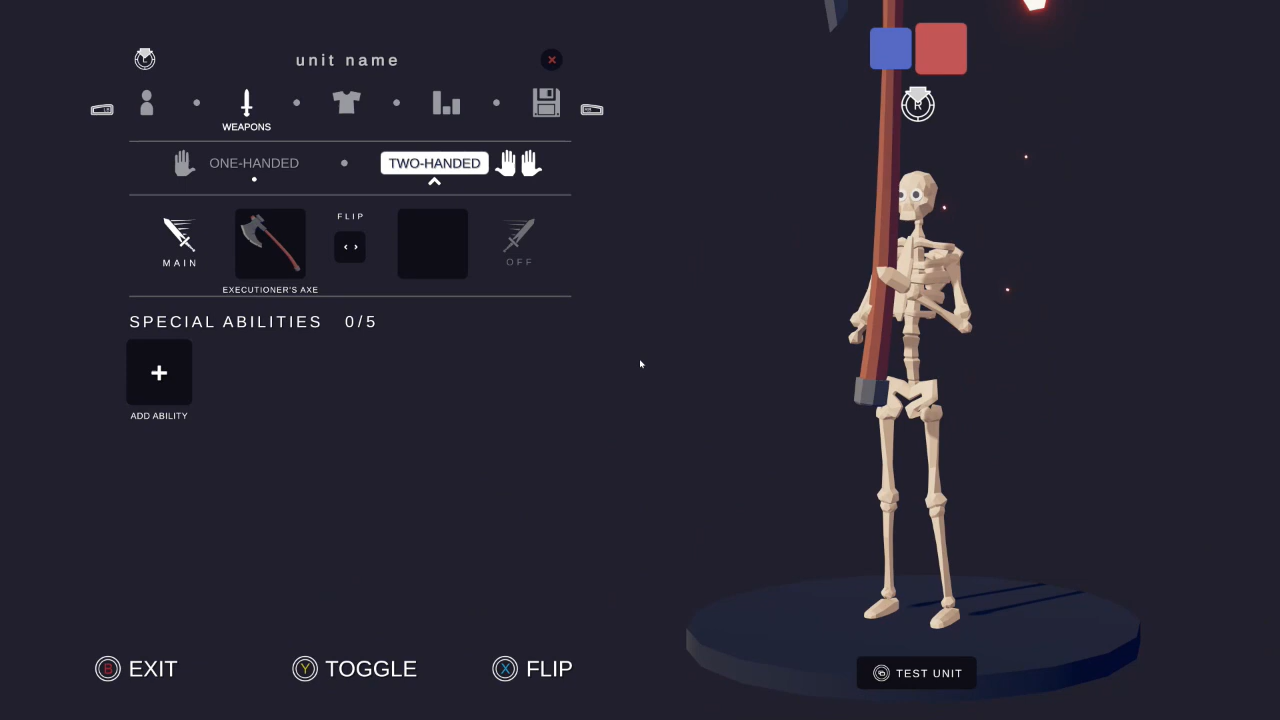 unit name
WEAPONS
ONE-HANDED
TWO-HANDED
MAIN
FLIP
OFF
EXECUTIONER'S AXE
SPECIAL ABILITIES 0/5
+
ADD ABILITY
R
B EXIT
Y TOGGLE
X FLIP
TEST UNIT